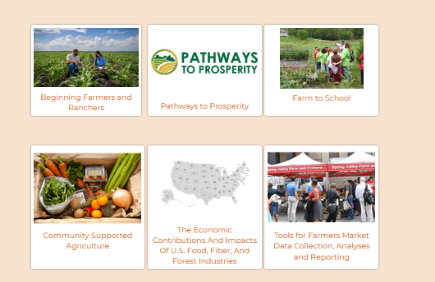 PATHWAYS
TO PROSPERITY
Beginning Farmers and
Ranchers
Pathways to Prosperity
Farm to School
Community Supported
Agriculture
The Economic
Contributions And Impacts
Of U.S. Food, Fiber, And
Forest Industries
Tools for Farmers Market
Data Collection, Analyses
and Reporting